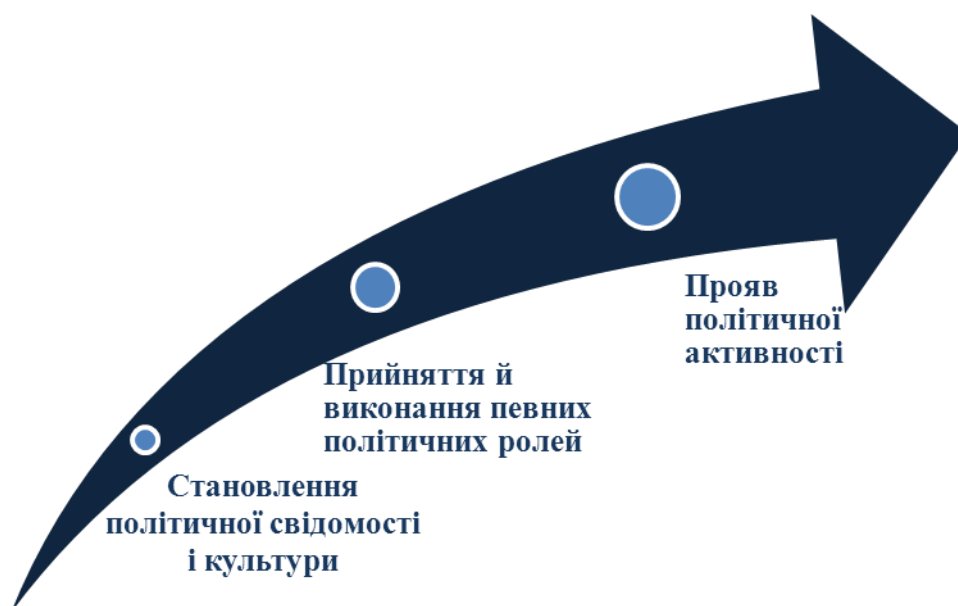 Прояв
політичної
активності
Прийняття й
виконання певних
політичних ролей
Становлення
політичної свідомості
і культури